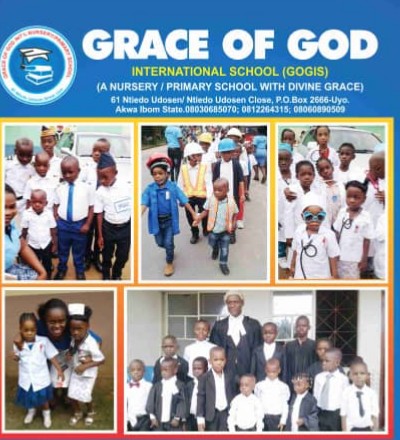 GRACE OF GOD
INTERNATIONAL SCHOOL (GOGIS)
(A NURSERY / PRIMARY SCHOOL WITH DIVINE GRACE)
61 Ntiedo Udosen/ Ntiedo Udosen Close, P.O.Box 2666-Uyo.
Akwa Ibom State.08030685070; 0812264315; 08060890509